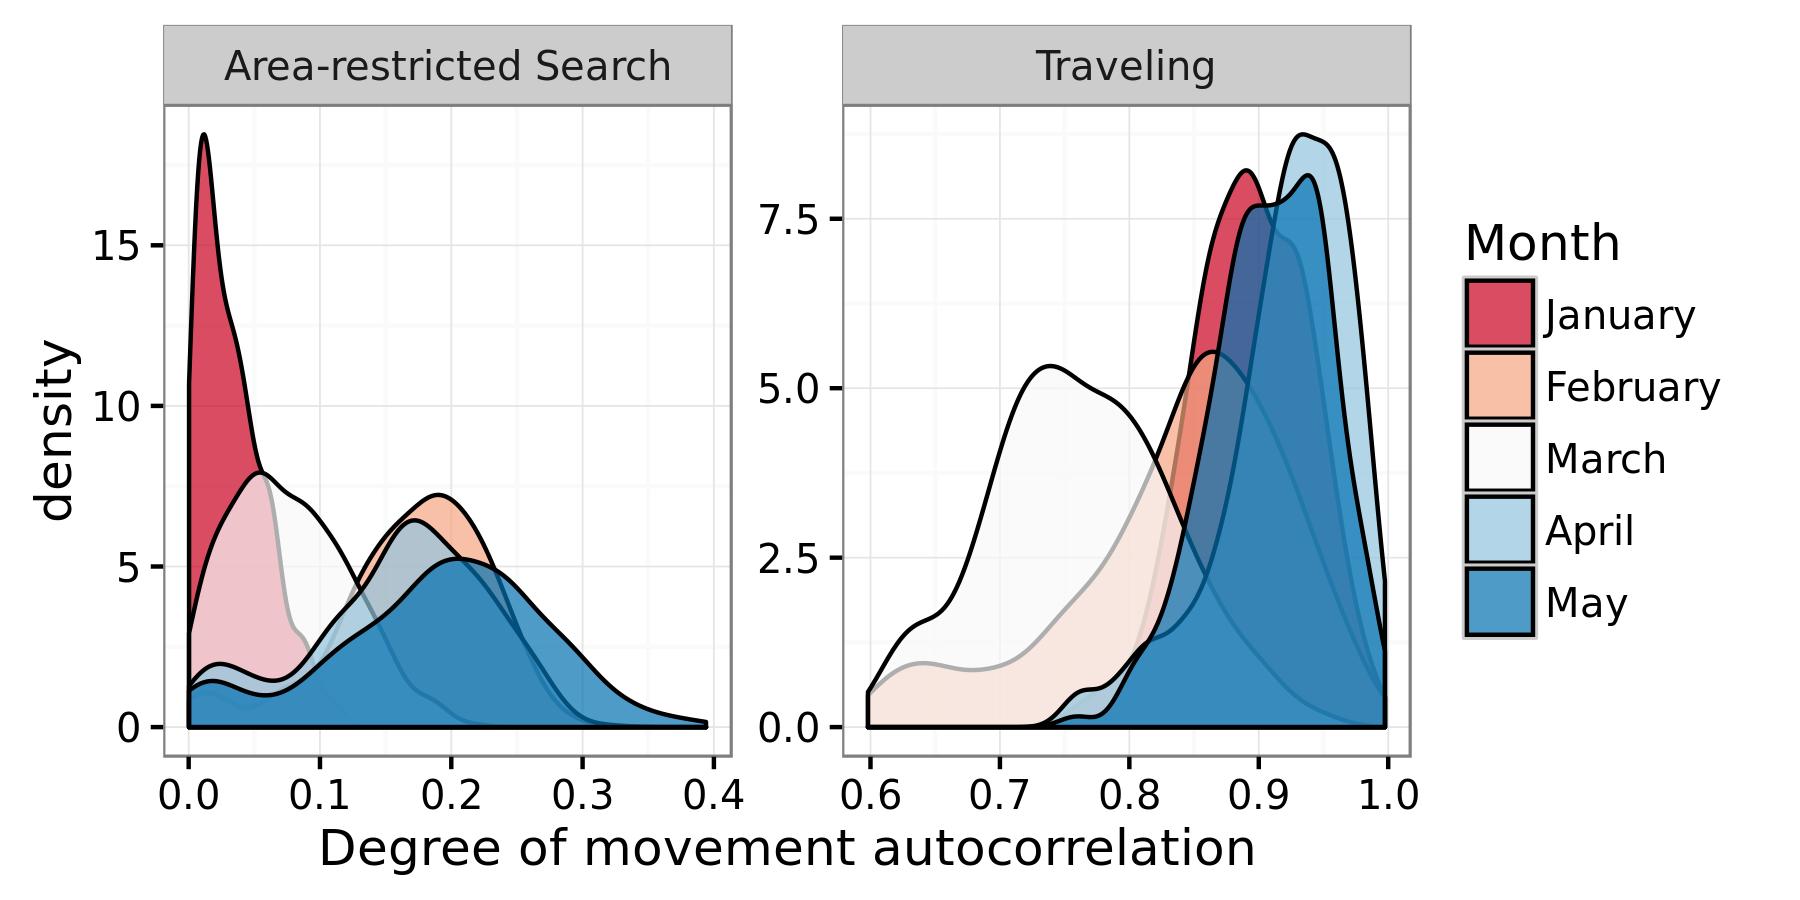 Area-restricted Search
Traveling
density
15
10
5
0
7.5
5.0
2.5
0.0
0.0 0.1 0.2 0.3 0.4
0.6 0.7 0.8 0.9 1.0
Degree of movement autocorrelation
Month
January
February
March
April
May